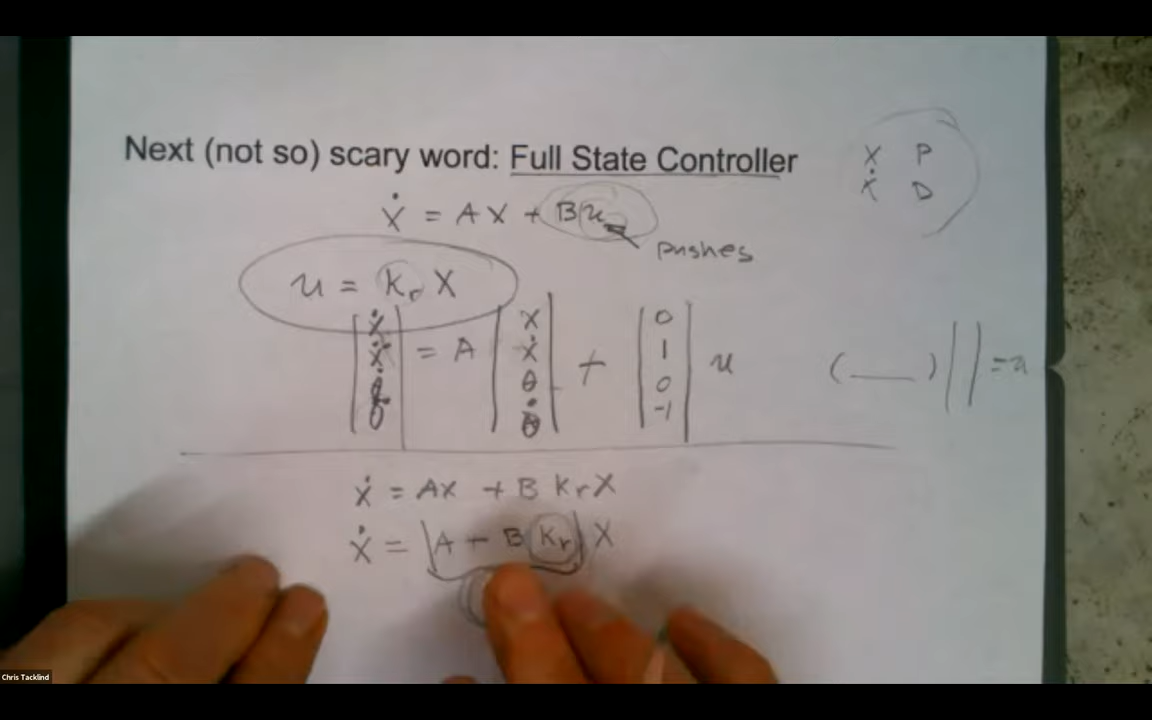 Next (not so) scary word: Full State Controller
X P
Ẋ D
Ẋ = AX + Bu
pushes
u = Kr X
Ẋ = A X + 0 u
Ẋ 1
θ 0
θ̇ -1
( ) =
Ẋ = AX + B Kr X
Ẋ = (A + B Kr) X
Chris Tacklind